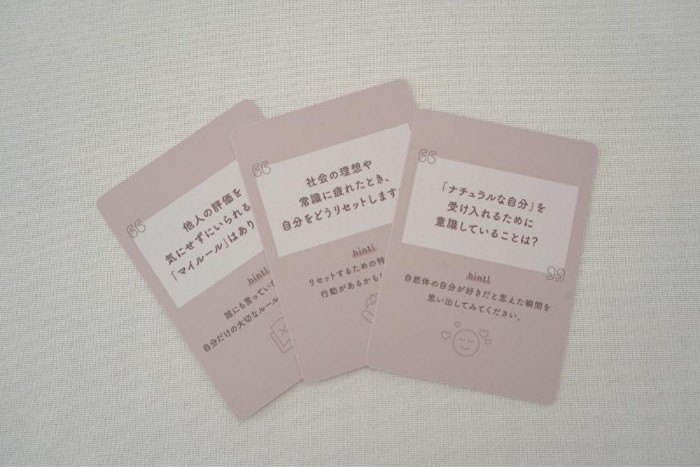 他人の評価を
気にせずにいられる
「マイルール」はあり
hint!
誰にも言ってい
自分だけの大切なルール
社会の理想や
常識に疲れたとき、
自分をどうリセットします
hint!
リセットするための特
行動があるかも
「ナチュラルな自分」を
受け入れるために
意識していることは?
hint!
自然体の自分が好きだと思えた瞬間を
思い出してみてください。